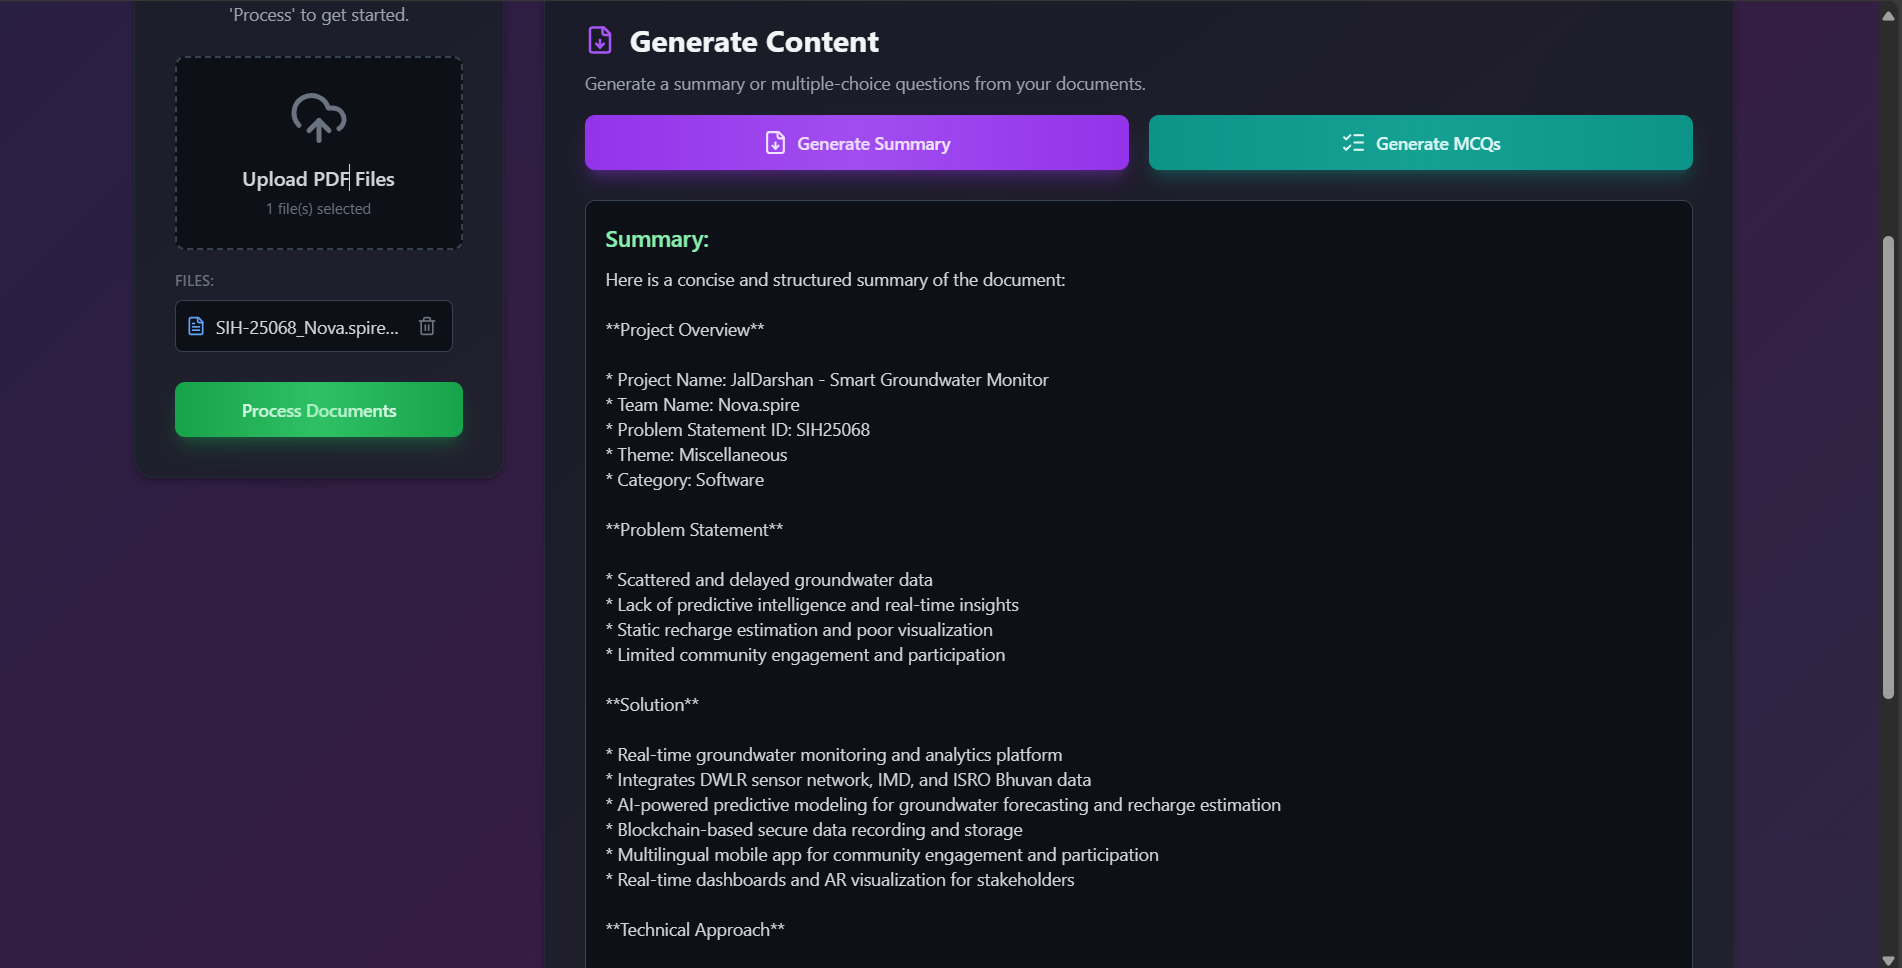 'Process' to get started.
Upload PDF Files
1 file(s) selected
FILES:
SIH-25068_Nova.spire...
Process Documents
Generate Content
Generate a summary or multiple-choice questions from your documents.
Generate Summary
Generate MCQs
Summary:
Here is a concise and structured summary of the document:
**Project Overview**
* Project Name: JalDarshan - Smart Groundwater Monitor
* Team Name: Nova.spire
* Problem Statement ID: SIH25068
* Theme: Miscellaneous
* Category: Software
**Problem Statement**
* Scattered and delayed groundwater data
* Lack of predictive intelligence and real-time insights
* Static recharge estimation and poor visualization
* Limited community engagement and participation
**Solution**
* Real-time groundwater monitoring and analytics platform
* Integrates DWLR sensor network, IMD, and ISRO Bhuvan data
* AI-powered predictive modeling for groundwater forecasting and recharge estimation
* Blockchain-based secure data recording and storage
* Multilingual mobile app for community engagement and participation
* Real-time dashboards and AR visualization for stakeholders
**Technical Approach**